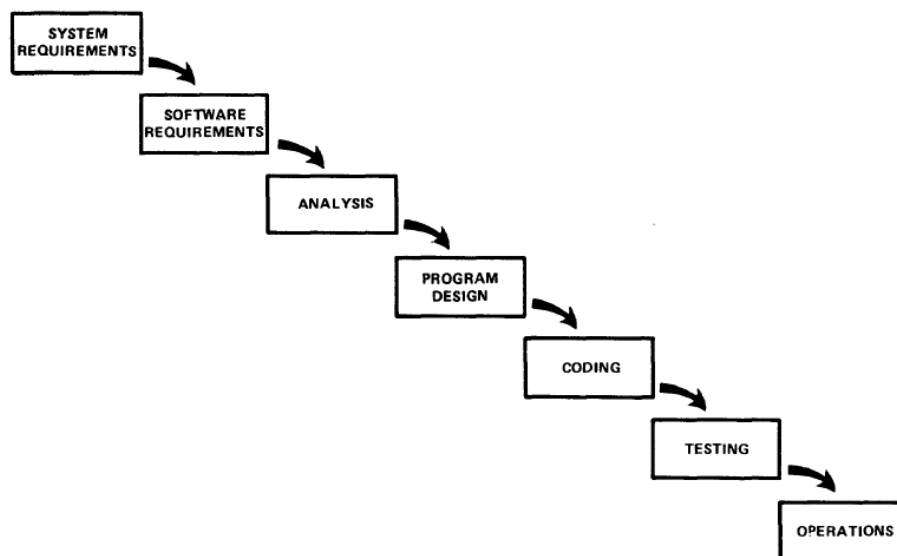 SYSTEM
REQUIREMENTS
SOFTWARE
REQUIREMENTS
ANALYSIS
PROGRAM
DESIGN
CODING
TESTING
OPERATIONS